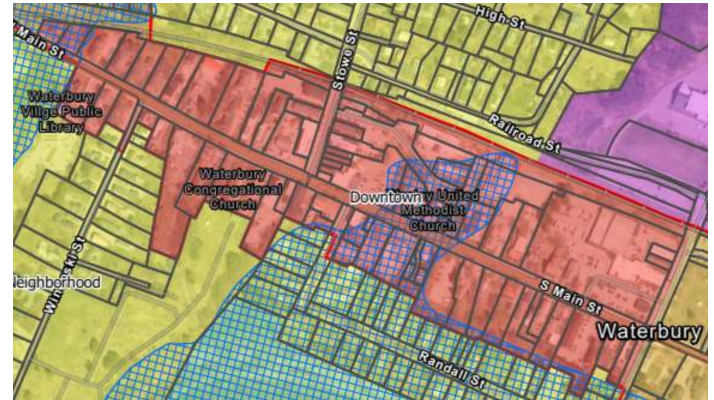 High St
Main St
Stowe St
Waterbury
Villge Public
Library
Railroad St
Waterbury
Congregational
Church
Downtown
United
Methodist
Church
Neighborhood
Winooski St
S Main St
Waterbury
Randall St